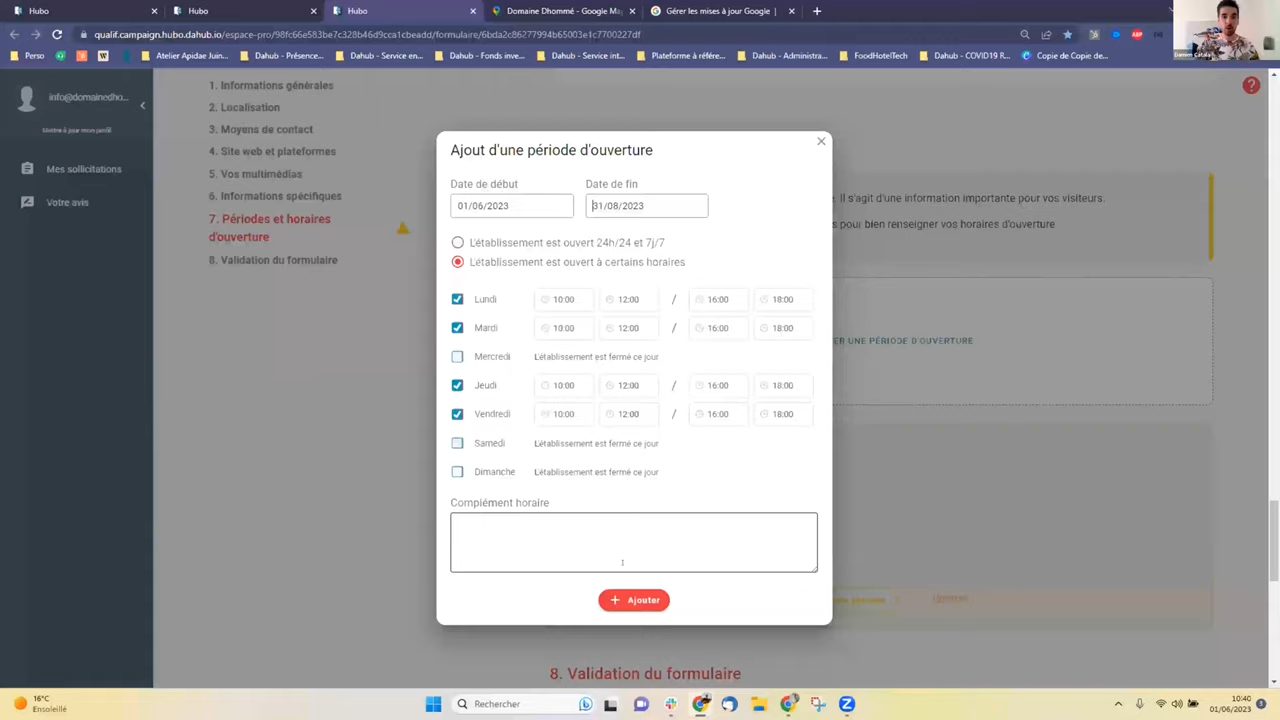 Hubo
Hubo
Hubo
Domaine Dhommé - Google Ma
Gérer les mises à jour Google
qualif.campaign.hubo.dahub.io/espace-pro/98fc66e583be7c328b46d9cca1cbeadd/formulaire/6bda2c86277994b65003e1c7700227df
Perso
Atelier Apidae Juin...
Dahub - Présence...
Dahub - Service en...
Dahub - Fonds inve...
Dahub - Service int...
Plateforme à référe...
Dahub - Administra...
FoodHotelTech
Dahub - COVID19 R...
Copie de Copie de...
Damien Catala
info@domainedho...
Mettre à jour mon profil
Mes sollicitations
Votre avis
1. Informations générales
2. Localisation
3. Moyens de contact
4. Site web et plateformes
5. Vos multimédias
6. Informations spécifiques
7. Périodes et horaires
d'ouverture
8. Validation du formulaire
. Il s'agit d'une information importante pour vos visiteurs.
s pour bien renseigner vos horaires d'ouverture
ER UNE PÉRIODE D'OUVERTURE
Ajout d'une période d'ouverture
Date de début
Date de fin
01/06/2023
31/08/2023
L'établissement est ouvert 24h/24 et 7j/7
L'établissement est ouvert à certains horaires
Lundi 10:00 12:00 / 16:00 18:00
Mardi 10:00 12:00 / 16:00 18:00
Mercredi L'établissement est fermé ce jour
Jeudi 10:00 12:00 / 16:00 18:00
Vendredi 10:00 12:00 / 16:00 18:00
Samedi L'établissement est fermé ce jour
Dimanche L'établissement est fermé ce jour
Complément horaire
+ Ajouter
8. Validation du formulaire
16°C
Ensoleillé
Rechercher
10:40
01/06/2023